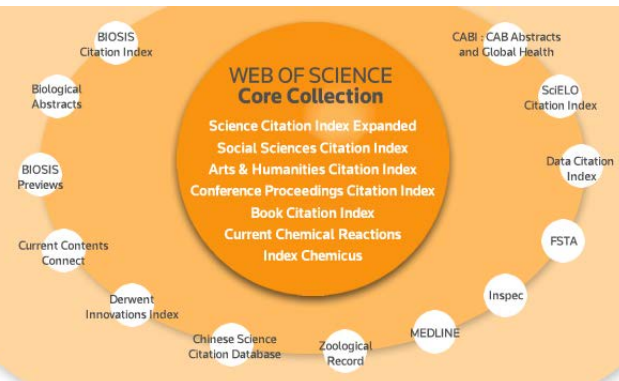 WEB OF SCIENCE
Core Collection
Science Citation Index Expanded
Social Sciences Citation Index
Arts & Humanities Citation Index
Conference Proceedings Citation Index
Book Citation Index
Current Chemical Reactions
Index Chemicus
BIOSIS
Citation Index
Biological
Abstracts
BIOSIS
Previews
Current Contents
Connect
Derwent
Innovations Index
Chinese Science
Citation Database
Zoological
Record
MEDLINE
Inspec
FSTA
Data Citation
Index
SciELO
Citation Index
CABI : CAB Abstracts
and Global Health